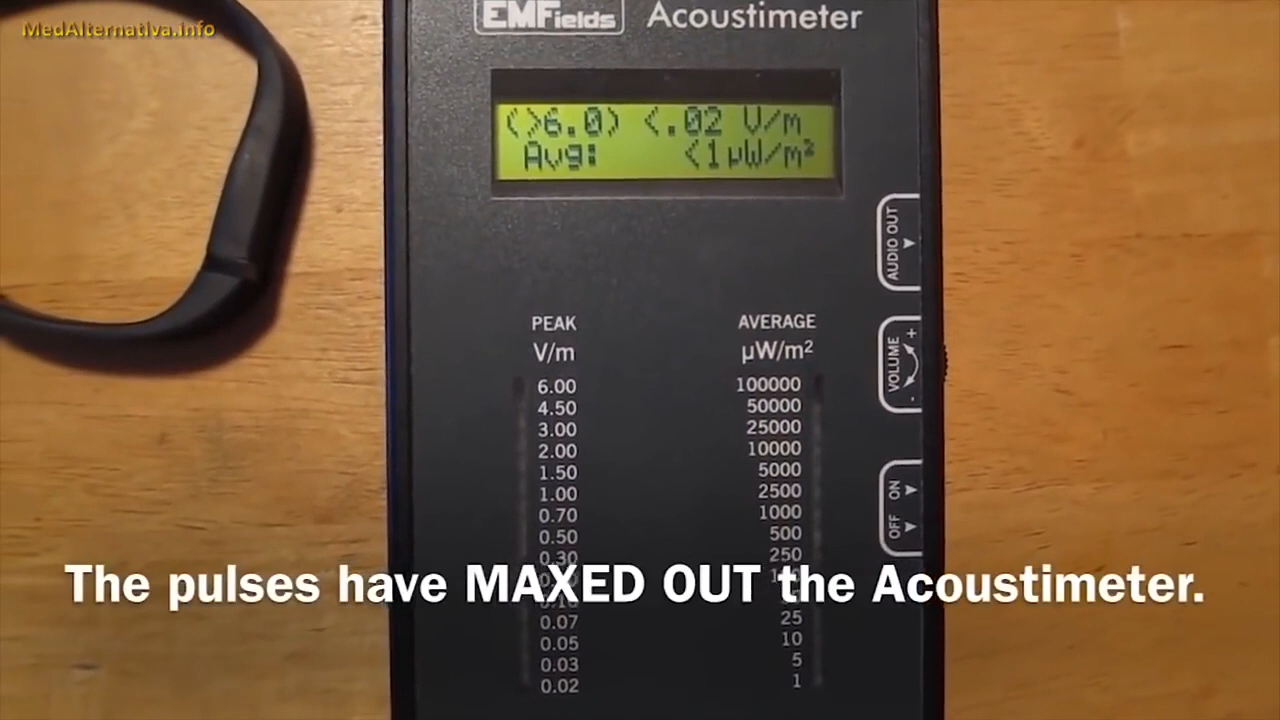 MedAlternativa.info
EMFields Acoustimeter
(>6.0) <.02 V/m
Avg: <1µW/m²
AUDIO OUT
VOLUME
+
-
OFF ON
PEAK AVERAGE
V/m µW/m²
6.00 100000
4.50 50000
3.00 25000
2.00 10000
1.50 5000
1.00 2500
0.70 1000
0.50 500
0.30 250
The pulses have MAXED OUT the Acoustimeter.
0.10
0.07 25
0.05 10
0.03 5
0.02 1